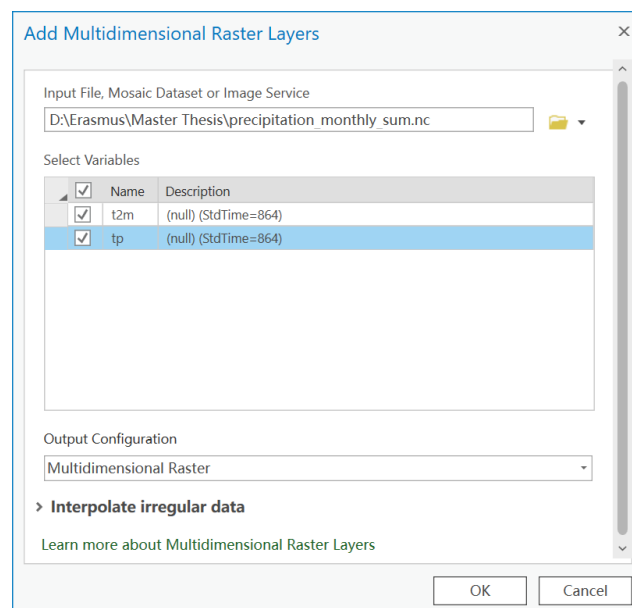 Add Multidimensional Raster Layers
Input File, Mosaic Dataset or Image Service
D:\Erasmus\Master Thesis\precipitation_monthly_sum.nc
Select Variables
Name Description
t2m (null) (StdTime=864)
tp (null) (StdTime=864)
Output Configuration
Multidimensional Raster
Interpolate irregular data
Learn more about Multidimensional Raster Layers
OK Cancel